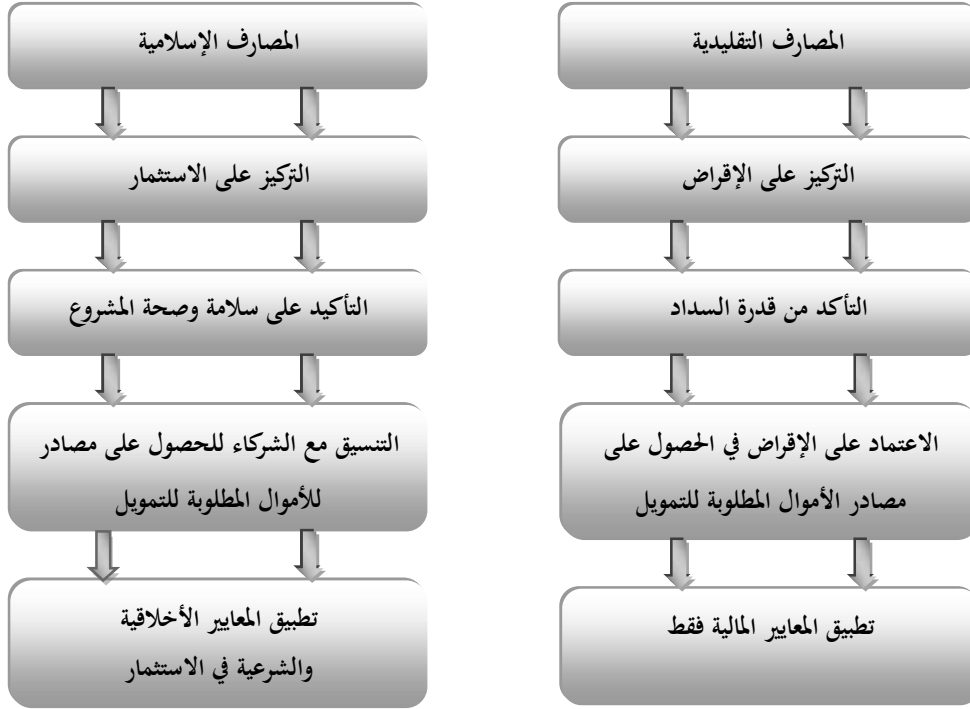 المصارف التقليدية
التركيز على الإقراض
التأكد من قدرة السداد
الاعتماد على الإقراض في الحصول على
مصادر الأموال المطلوبة للتمويل
تطبيق المعايير المالية فقط
المصارف الإسلامية
التركيز على الاستثمار
التأكيد على سلامة وصحة المشروع
التنسيق مع الشركاء للحصول على مصادر
للأموال المطلوبة للتمويل
تطبيق المعايير الأخلاقية
والشرعية في الاستثمار